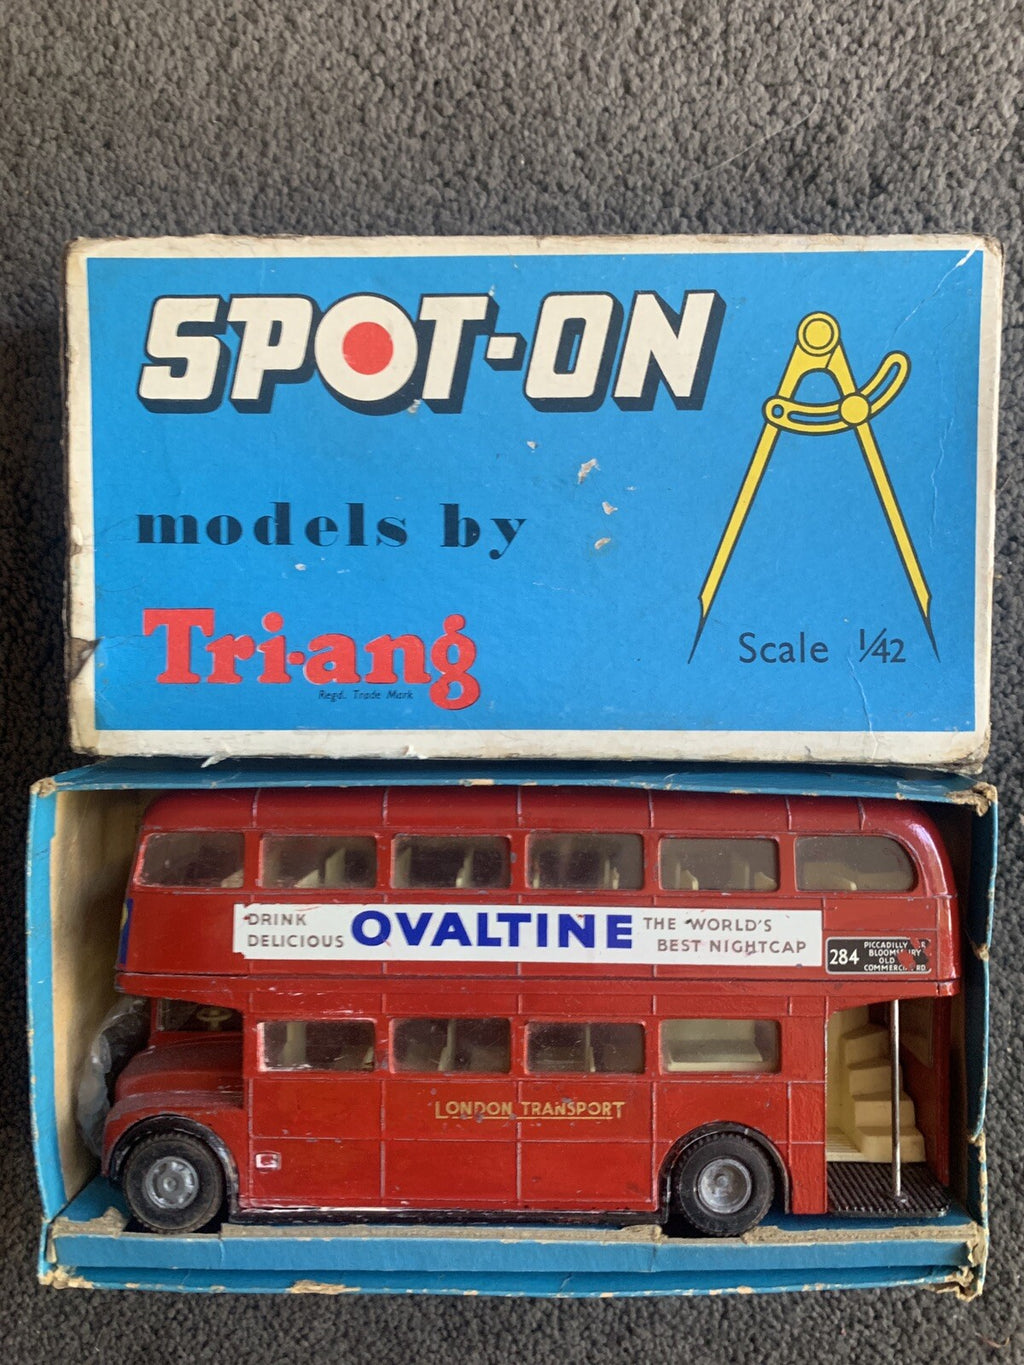 SPOT-ON
models by
Tri-ang
Regd. Trade Mark
Scale 1/42
DRINK DELICIOUS OVALTINE THE WORLD'S BEST NIGHTCAP
284
PICCADILLY
OLD
LONDON TRANSPORT